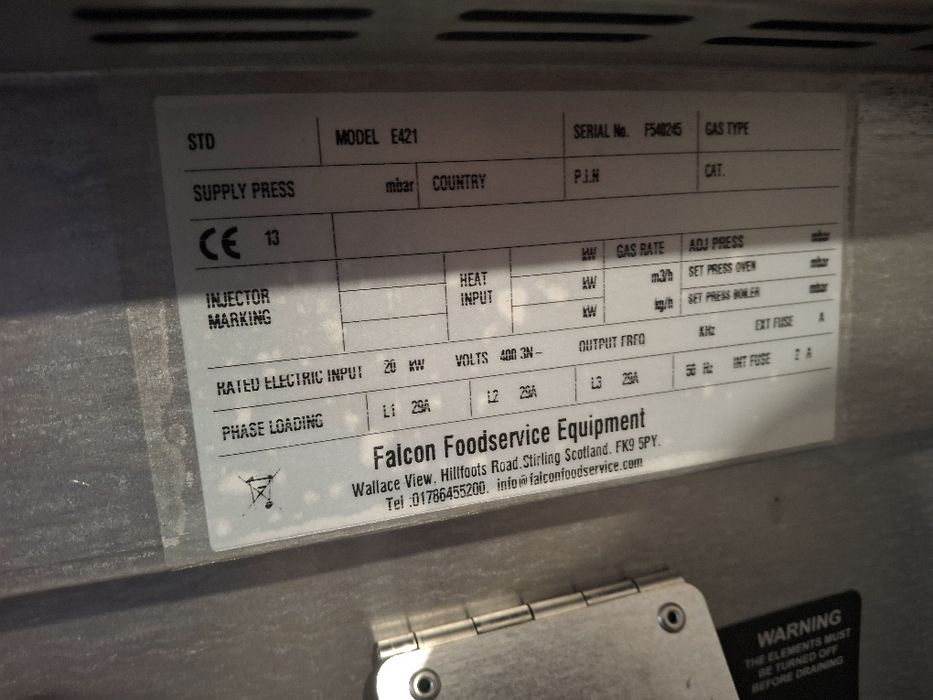 STD MODEL E421 SERIAL No. F540245 GAS TYPE
SUPPLY PRESS mbar COUNTRY P.I.N CAT.
CE 13
INJECTOR MARKING HEAT INPUT kW kW kW GAS RATE m3/h kg/h ADJ PRESS mbar
SET PRESS OVEN mbar
SET PRESS BOILER mbar
RATED ELECTRIC INPUT 20 kW VOLTS 400 3N~ OUTPUT FREQ KHz EXT FUSE A
PHASE LOADING L1 29A L2 29A L3 29A 50 Hz INT FUSE 2 A
Falcon Foodservice Equipment
Wallace View, Hillfoots Road.Stirling Scotland. FK9 5PY.
Tel :01786455200. info@falconfoodservice.com
WARNING
THE ELEMENTS MUST
BE TURNED OFF
BEFORE DRAINING